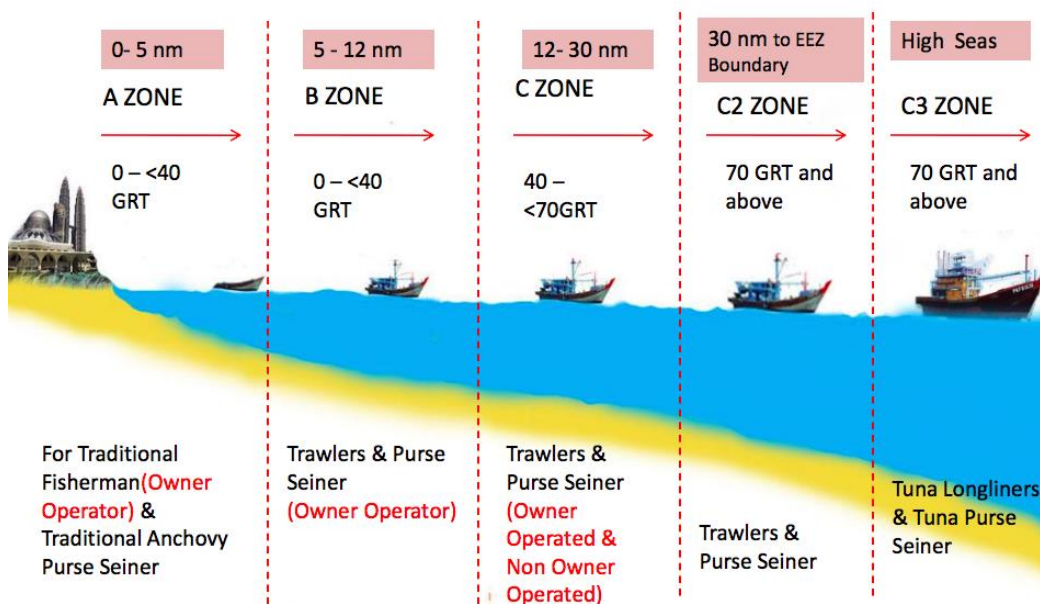 0- 5 nm
A ZONE
0 – <40
GRT
For Traditional
Fisherman(Owner
Operator) &
Traditional Anchovy
Purse Seiner
5 - 12 nm
B ZONE
0 – <40
GRT
Trawlers & Purse
Seiner
(Owner Operator)
12- 30 nm
C ZONE
40 –
<70GRT
Trawlers &
Purse Seiner
(Owner
Operated &
Non Owner
Operated)
30 nm to EEZ
Boundary
C2 ZONE
70 GRT and
above
Trawlers &
Purse Seiner
High Seas
C3 ZONE
70 GRT and
above
Tuna Longliners
& Tuna Purse
Seiner